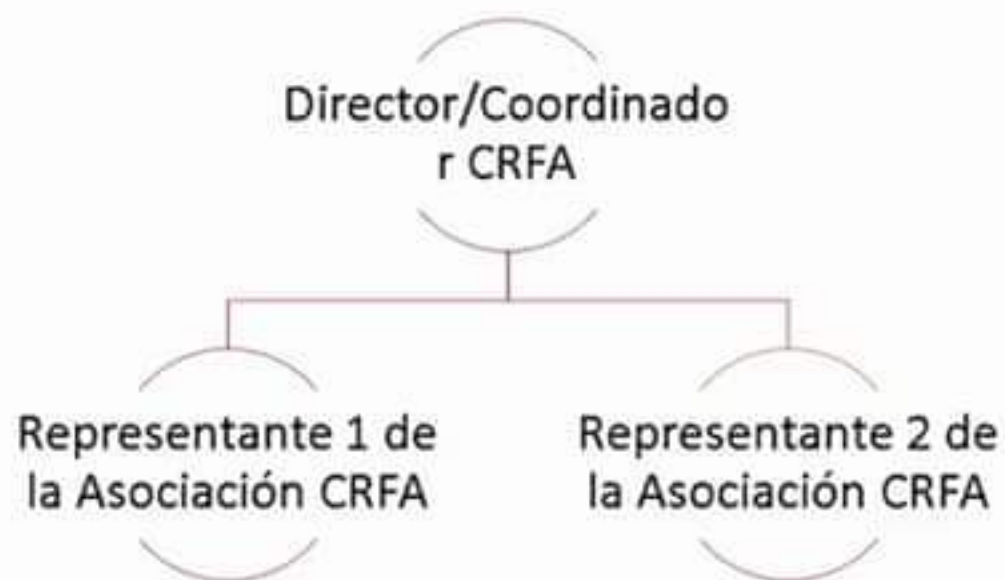 Director/Coordinado
r CRFA
Representante 1 de
la Asociación CRFA
Representante 2 de
la Asociación CRFA